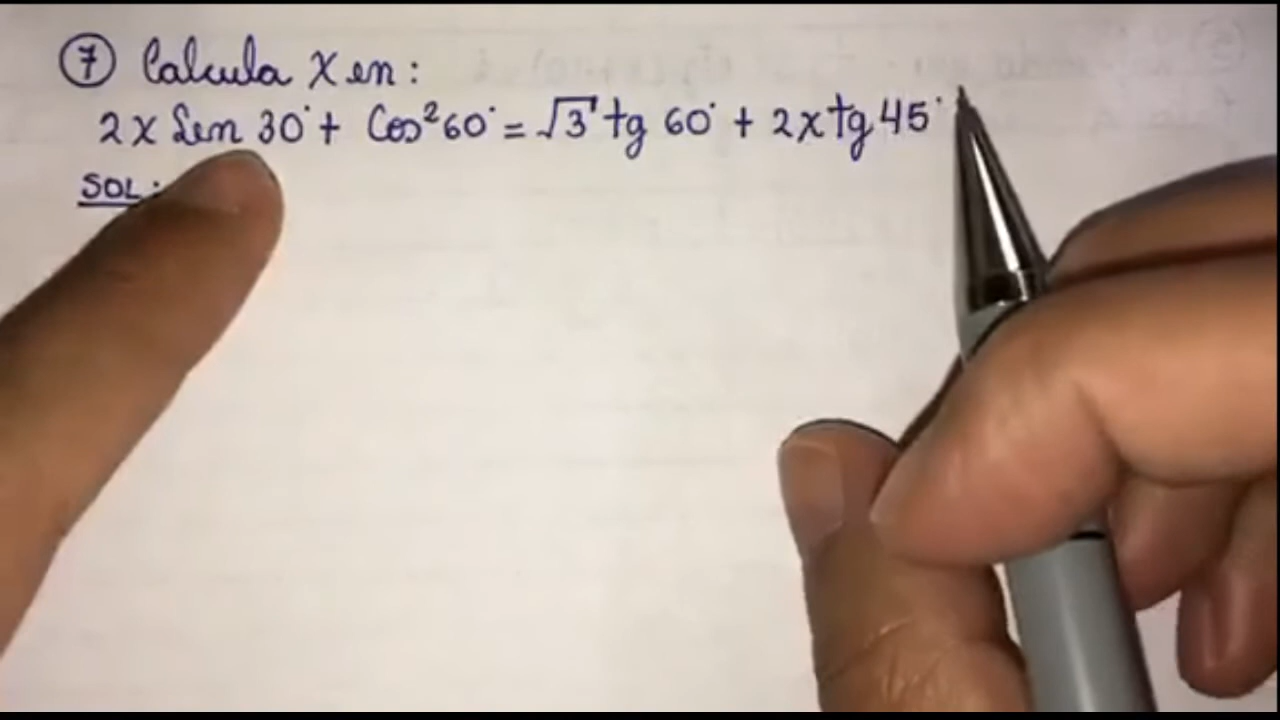 7 Calcula x en:
2x Sen 30° + Cos²60° = √3 tg 60° + 2x tg 45°
SOL: